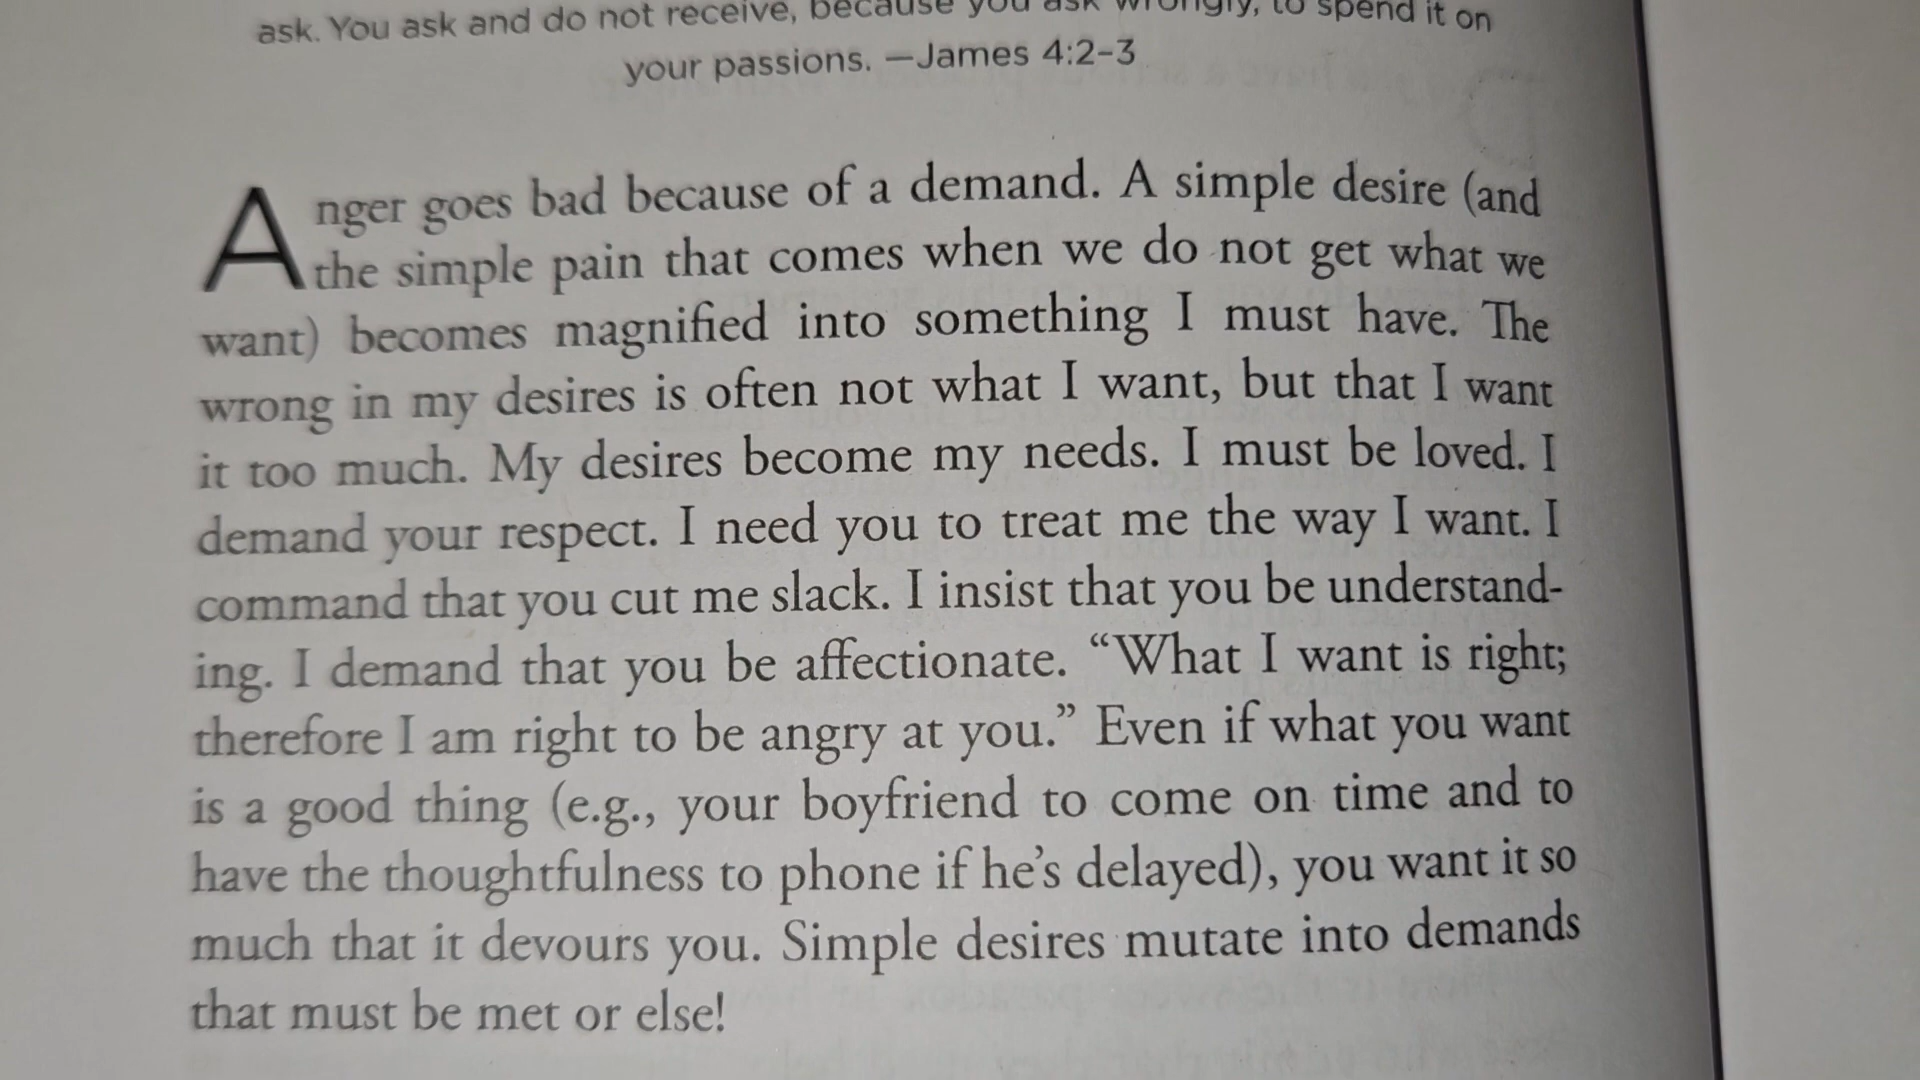 ask. You ask and do not receive, because you ask wrongly, to spend it on
your passions. —James 4:2–3
Anger goes bad because of a demand. A simple desire (and
the simple pain that comes when we do not get what we
want) becomes magnified into something I must have. The
wrong in my desires is often not what I want, but that I want
it too much. My desires become my needs. I must be loved. I
demand your respect. I need you to treat me the way I want. I
command that you cut me slack. I insist that you be understand-
ing. I demand that you be affectionate. “What I want is right;
therefore I am right to be angry at you.” Even if what you want
is a good thing (e.g., your boyfriend to come on time and to
have the thoughtfulness to phone if he’s delayed), you want it so
much that it devours you. Simple desires mutate into demands
that must be met or else!